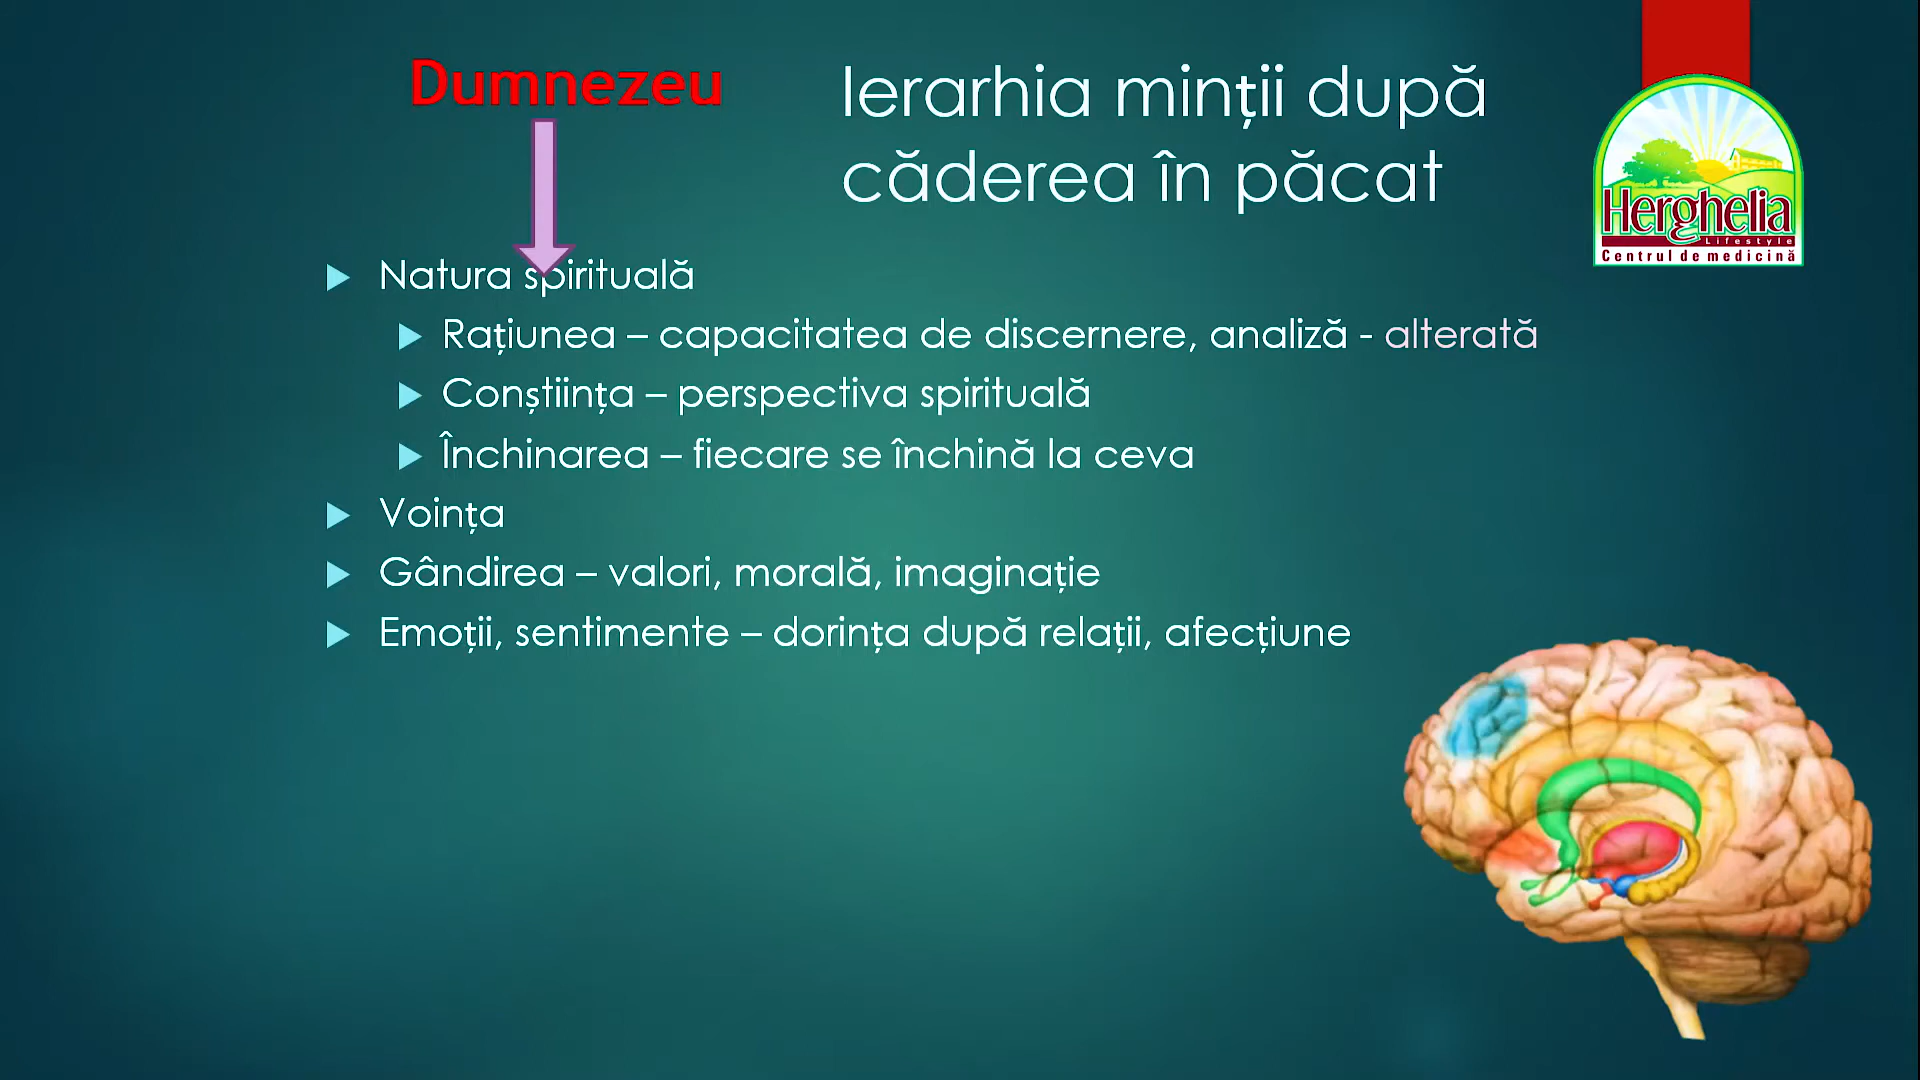 Dumnezeu
Ierarhia minții după
căderea în păcat
Herghelia
Lifestyle
Centrul de medicină
Natura spirituală
Rațiunea – capacitatea de discernere, analiză - alterată
Conștiința – perspectiva spirituală
Închinarea – fiecare se închină la ceva
Voința
Gândirea – valori, morală, imaginație
Emoții, sentimente – dorința după relații, afecțiune